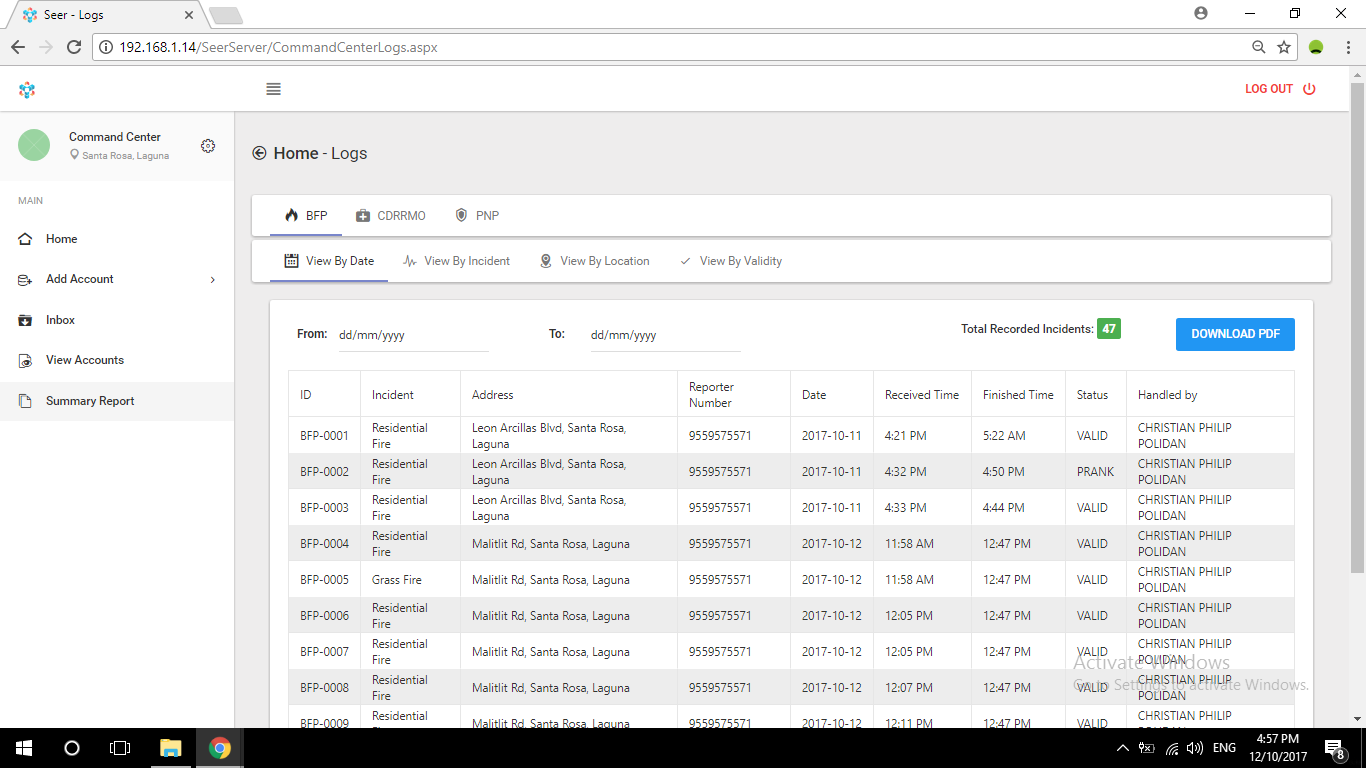 Seer - Logs
192.168.1.14/SeerServer/CommandCenterLogs.aspx
LOG OUT
Command Center
Santa Rosa, Laguna
MAIN
Home
Add Account
Inbox
View Accounts
Summary Report
Home - Logs
BFP CDRRMO PNP
View By Date View By Incident View By Location View By Validity
From: dd/mm/yyyy To: dd/mm/yyyy Total Recorded Incidents: 47 DOWNLOAD PDF
ID Incident Address Reporter Number Date Received Time Finished Time Status Handled by
BFP-0001 Residential Fire Leon Arcillas Blvd, Santa Rosa, Laguna 9559575571 2017-10-11 4:21 PM 5:22 AM VALID CHRISTIAN PHILIP POLIDAN
BFP-0002 Residential Fire Leon Arcillas Blvd, Santa Rosa, Laguna 9559575571 2017-10-11 4:32 PM 4:50 PM PRANK CHRISTIAN PHILIP POLIDAN
BFP-0003 Residential Fire Leon Arcillas Blvd, Santa Rosa, Laguna 9559575571 2017-10-11 4:33 PM 4:44 PM VALID CHRISTIAN PHILIP POLIDAN
BFP-0004 Residential Fire Malitlit Rd, Santa Rosa, Laguna 9559575571 2017-10-12 11:58 AM 12:47 PM VALID CHRISTIAN PHILIP POLIDAN
BFP-0005 Grass Fire Malitlit Rd, Santa Rosa, Laguna 9559575571 2017-10-12 11:58 AM 12:47 PM VALID CHRISTIAN PHILIP POLIDAN
BFP-0006 Residential Fire Malitlit Rd, Santa Rosa, Laguna 9559575571 2017-10-12 12:05 PM 12:47 PM VALID CHRISTIAN PHILIP POLIDAN
BFP-0007 Residential Fire Malitlit Rd, Santa Rosa, Laguna 9559575571 2017-10-12 12:05 PM 12:47 PM VALID CHRISTIAN PHILIP POLIDAN
BFP-0008 Residential Fire Malitlit Rd, Santa Rosa, Laguna 9559575571 2017-10-12 12:07 PM 12:47 PM VALID CHRISTIAN PHILIP POLIDAN
BFP-0009 Residential Malitlit Rd, Santa Rosa, Laguna 9559575571 2017-10-12 12:11 PM 12:47 PM VALID CHRISTIAN PHILIP
Activate Windows
Go to Settings to activate Windows.
ENG
4:57 PM
12/10/2017
8